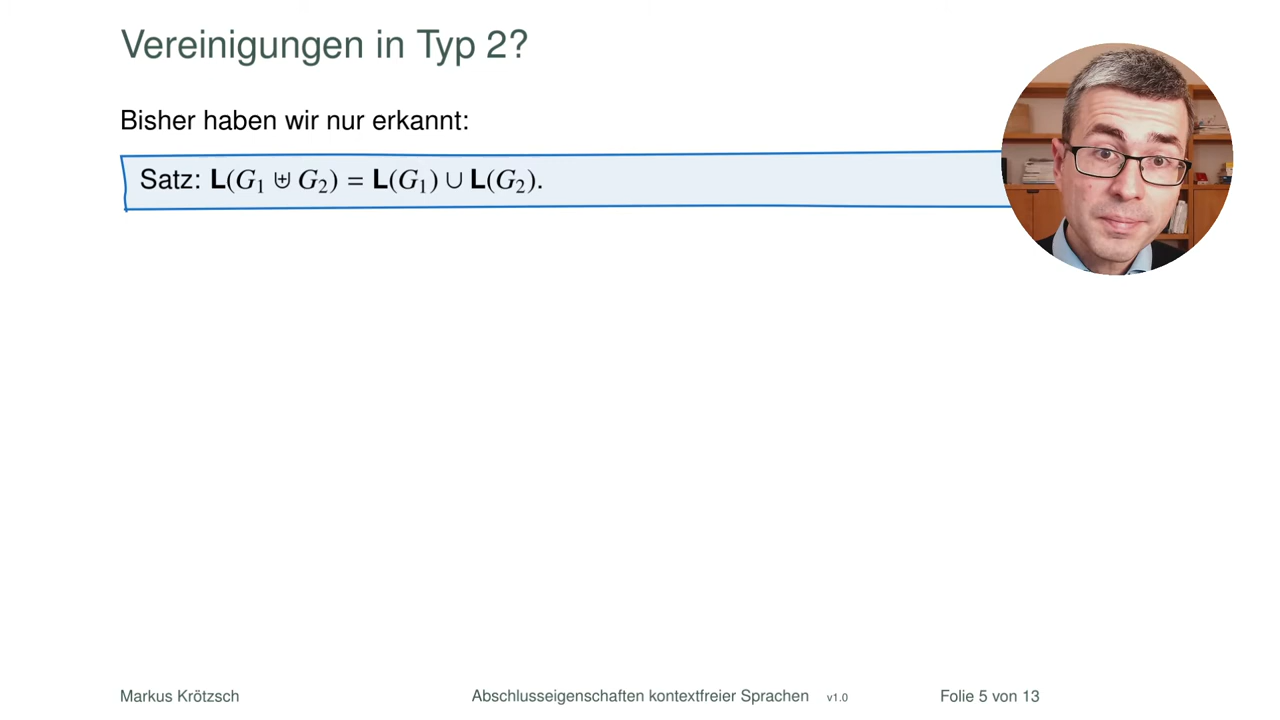 Vereinigungen in Typ 2?
Bisher haben wir nur erkannt:
Satz: L(G₁ ⊎ G₂) = L(G₁) ∪ L(G₂).
Markus Krötzsch Abschlusseigenschaften kontextfreier Sprachen v1.0 Folie 5 von 13